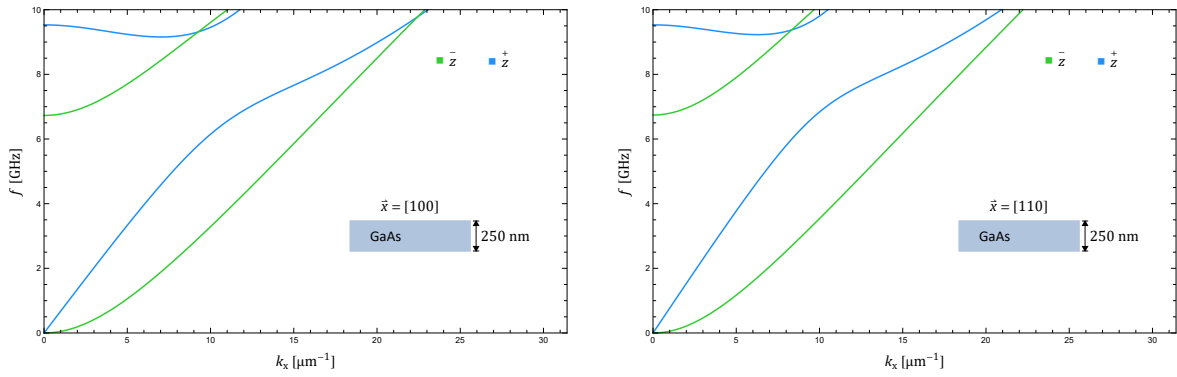 10
8
6
4
2
0
f [GHz]
z̄ z⁺
x⃗ = [100]
GaAs
250 nm
0 5 10 15 20 25 30
kₓ [μm⁻¹]
10
8
6
4
2
0
f [GHz]
z̄ z⁺
x⃗ = [110]
GaAs
250 nm
0 5 10 15 20 25 30
kₓ [μm⁻¹]